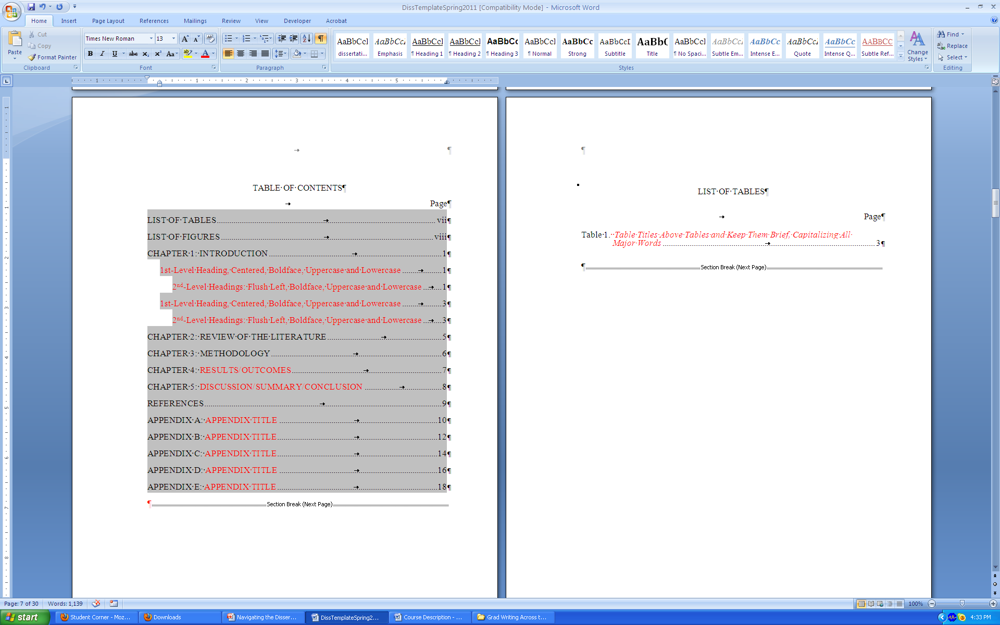 DissTemplateSpring2011 [Compatibility Mode] - Microsoft Word
Home Insert Page Layout References Mailings Review View Developer Acrobat
Paste
Cut
Copy
Format Painter
Clipboard
Times New Roman 13
B I U abc x₂ x² Aa
Font
Paragraph
AaBbCcI AaBbCcI AaBbCcI AaBbCcI AaBbCc AaBbCcI AaBbCc AaBbCcI AaBb( AaBbCcI AaBbCcI AaBbCc AaBbCcI AaBbCc AABBCC
dissertati... Emphasis ¶ Heading 1 ¶ Heading 2 ¶ Heading 3 ¶ Normal Strong Subtitle Title ¶ No Spaci... Subtle Em... Intense E... Quote Intense Q... Subtle Ref...
Styles
Change Styles
Find
Replace
Select
Editing
1 1 2 3 4 5
→ ¶
TABLE·OF·CONTENTS¶
→ Page¶
LIST·OF·TABLES → vii¶
LIST·OF·FIGURES → viii¶
CHAPTER·1:·INTRODUCTION → 1¶
1st-Level·Heading,·Centered,·Boldface,·Uppercase·and·Lowercase → 1¶
2nd-Level·Headings:·Flush·Left,·Boldface,·Uppercase·and·Lowercase → 1¶
1st-Level·Heading,·Centered,·Boldface,·Uppercase·and·Lowercase → 3¶
2nd-Level·Headings:·Flush·Left,·Boldface,·Uppercase·and·Lowercase → 3¶
CHAPTER·2:·REVIEW·OF·THE·LITERATURE → 5¶
CHAPTER·3:·METHODOLOGY → 6¶
CHAPTER·4:·RESULTS/OUTCOMES → 7¶
CHAPTER·5:·DISCUSSION/SUMMARY/CONCLUSION → 8¶
REFERENCES → 9¶
APPENDIX·A:·APPENDIX·TITLE → 10¶
APPENDIX·B:·APPENDIX·TITLE → 12¶
APPENDIX·C:·APPENDIX·TITLE → 14¶
APPENDIX·D:·APPENDIX·TITLE → 16¶
APPENDIX·E:·APPENDIX·TITLE → 18¶
¶ Section Break (Next Page)
¶
LIST·OF·TABLES¶
→ Page¶
Table·1.··Table·Titles·Above·Tables·and·Keep·Them·Brief,·Capitalizing·All·
Major·Words → 3¶
¶ Section Break (Next Page)
Page: 7 of 30 Words: 1,139 100%
start Student Corner - Moz... Downloads Navigating the Disser... DissTemplateSpring2... Course Description - ... Grad Writing Across t... 4:33 PM